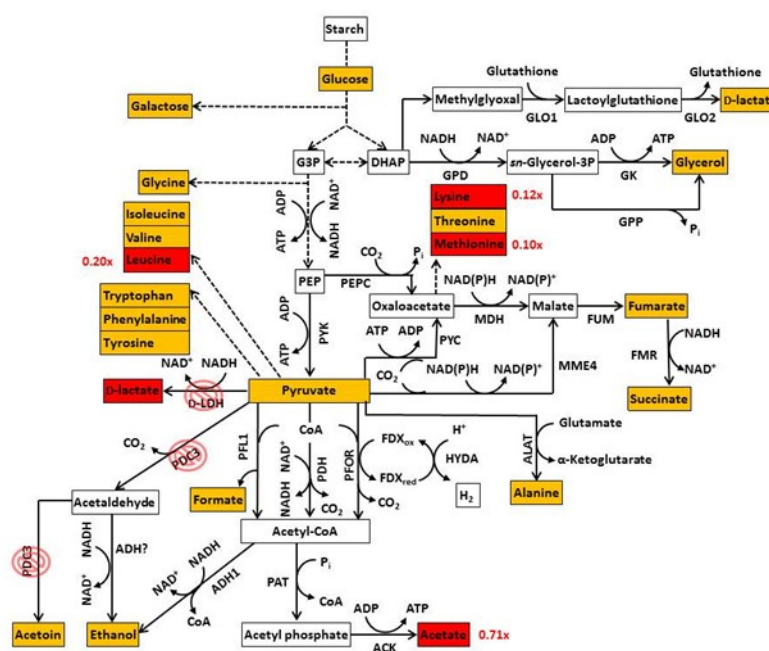 Starch
Glucose
Galactose
Glutathione
Glutathione
Methylglyoxal
Lactoylglutathione
D-lactat
GLO1
GLO2
G3P
DHAP
NADH
NAD+
GPD
sn-Glycerol-3P
ADP
ATP
GK
Glycerol
GPP
Pi
Glycine
ADP
ATP
NAD+
NADH
Isoleucine
Valine
0.20x
Leucine
Lysine
0.12x
Threonine
Methionine
0.10x
Tryptophan
Phenylalanine
Tyrosine
PEP
CO2
Pi
PEPC
Oxaloacetate
NAD(P)H
NAD(P)+
MDH
Malate
FUM
Fumarate
ADP
ATP
PYK
ATP
ADP
PYC
CO2
NAD(P)H
NAD(P)+
MME4
FMR
NADH
NAD+
Succinate
NAD+
NADH
D-lactate
D-LDH
Pyruvate
CO2
PDC3
PFL1
CoA
NAD+
NADH
PDH
CO2
PFOR
FDXox
FDXred
CO2
H+
HYDA
H2
ALAT
Glutamate
α-Ketoglutarate
Alanine
Formate
Acetaldehyde
Acetyl-CoA
PDC3
NADH
NAD+
ADH?
NAD+
NADH
ADH1
CoA
PAT
Pi
CoA
Acetoin
Ethanol
Acetyl phosphate
ADP
ATP
ACK
Acetate
0.71x